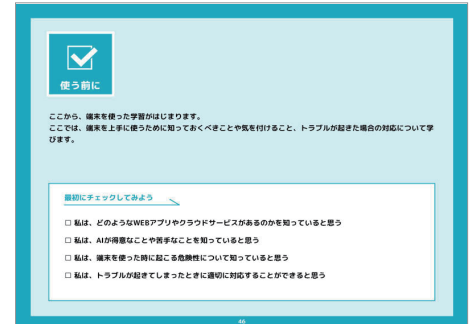 使う前に
ここから、端末を使った学習がはじまります。
ここでは、端末を上手に使うために知っておくべきことや気を付けること、トラブルが起きた場合の対応について学
びます。
最初にチェックしてみよう
□ 私は、どのようなWEBアプリやクラウドサービスがあるのかを知っていると思う
□ 私は、AIが得意なことや苦手なことを知っていると思う
□ 私は、端末を使った時に起こる危険性について知っていると思う
□ 私は、トラブルが起きてしまったときに適切に対応することができると思う
46